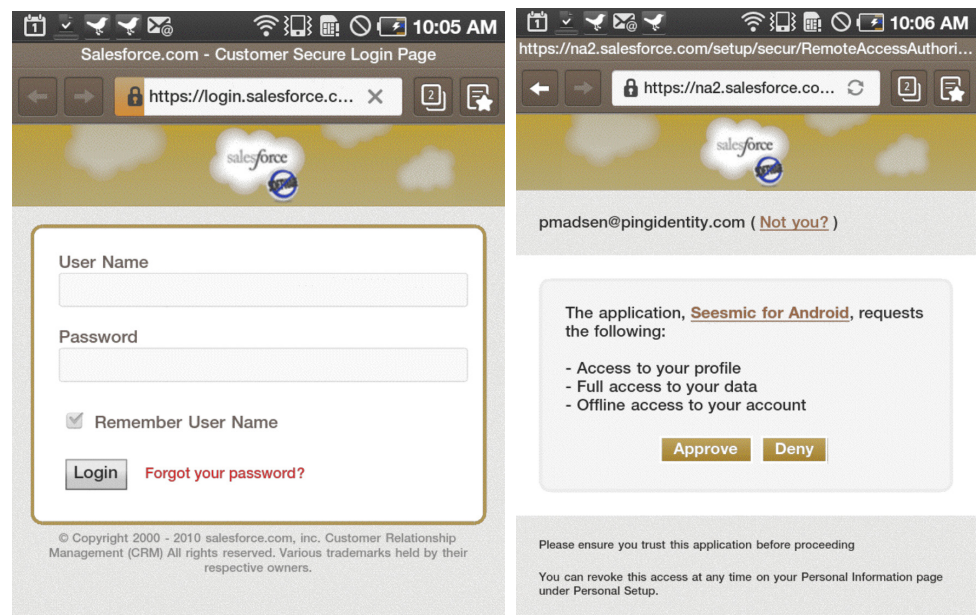 10:05 AM
Salesforce.com - Customer Secure Login Page
https://login.salesforce.c...
2
salesforce
User Name
Password
Remember User Name
Login
Forgot your password?
© Copyright 2000 - 2010 salesforce.com, inc. Customer Relationship
Management (CRM) All rights reserved. Various trademarks held by their
respective owners.
10:06 AM
https://na2.salesforce.com/setup/secur/RemoteAccessAuthori...
https://na2.salesforce.co...
2
salesforce
pmadsen@pingidentity.com ( Not you? )
The application, Seesmic for Android, requests
the following:
- Access to your profile
- Full access to your data
- Offline access to your account
Approve
Deny
Please ensure you trust this application before proceeding
You can revoke this access at any time on your Personal Information page
under Personal Setup.